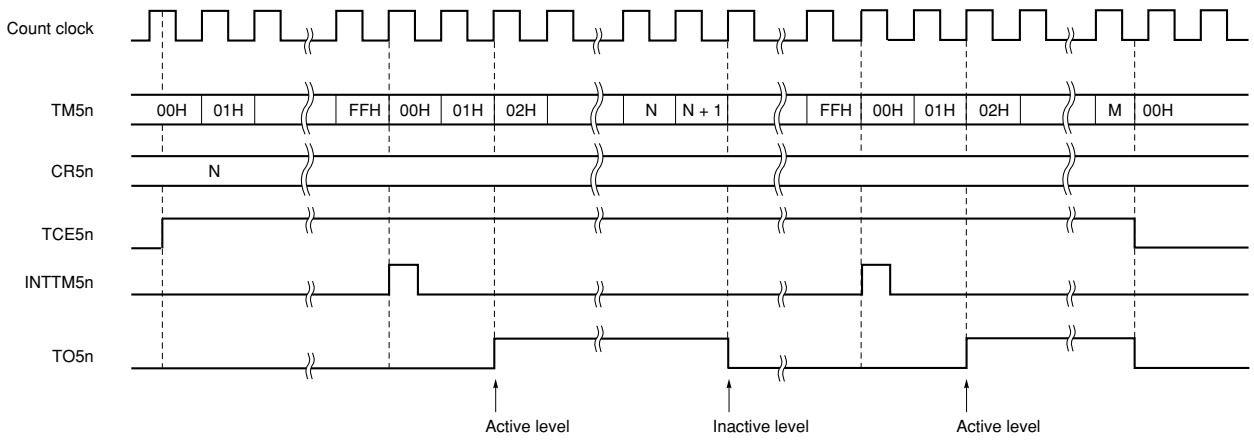 Count clock
TM5n 00H 01H FFH 00H 01H 02H N N + 1 FFH 00H 01H 02H M 00H
CR5n N
TCE5n
INTTM5n
TO5n
Active level Inactive level Active level